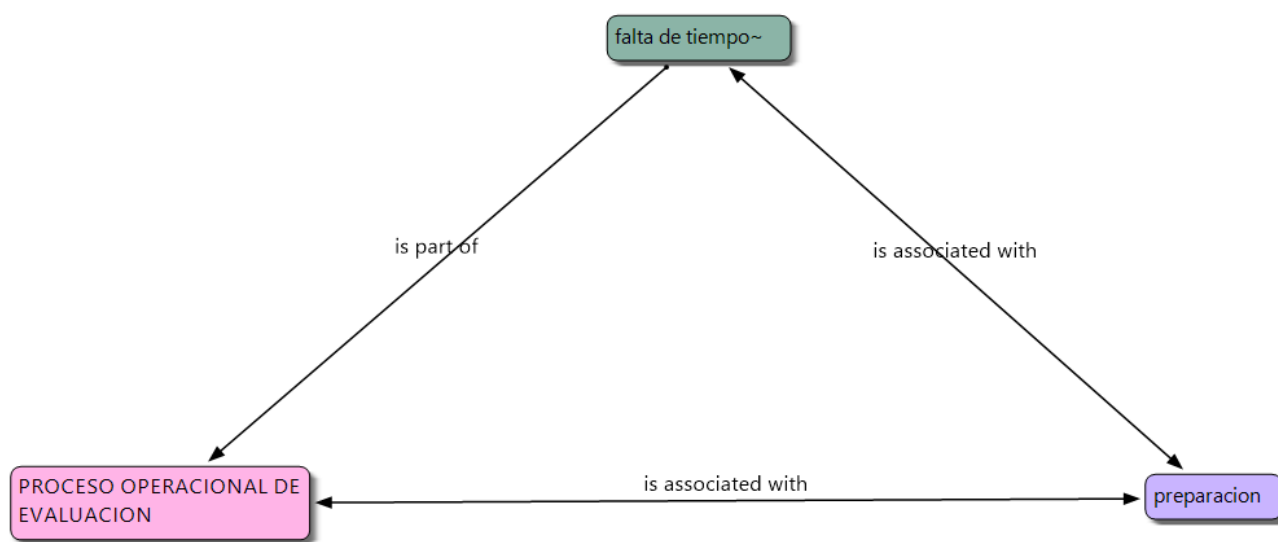 falta de tiempo~
is part of
is associated with
is associated with
PROCESO OPERACIONAL DE
EVALUACION
preparacion